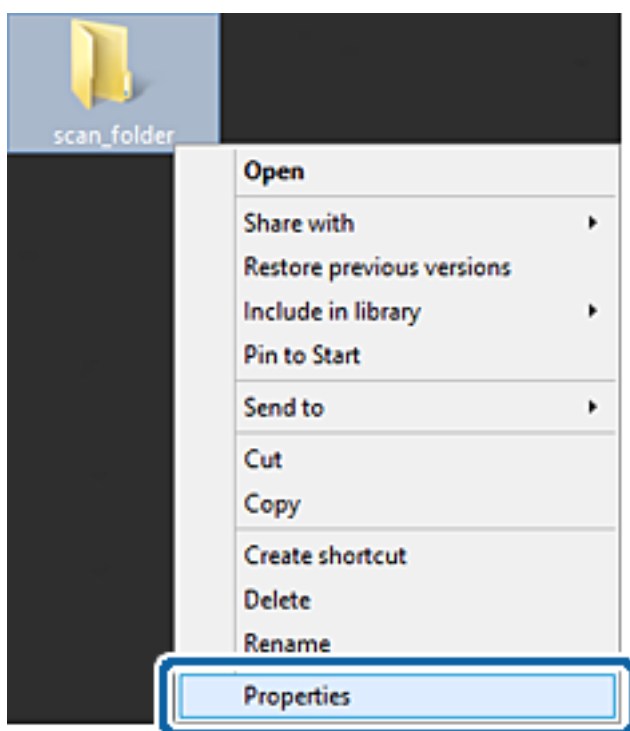 scan_folder
Open
Share with
Restore previous versions
Include in library
Pin to Start
Send to
Cut
Copy
Create shortcut
Delete
Rename
Properties